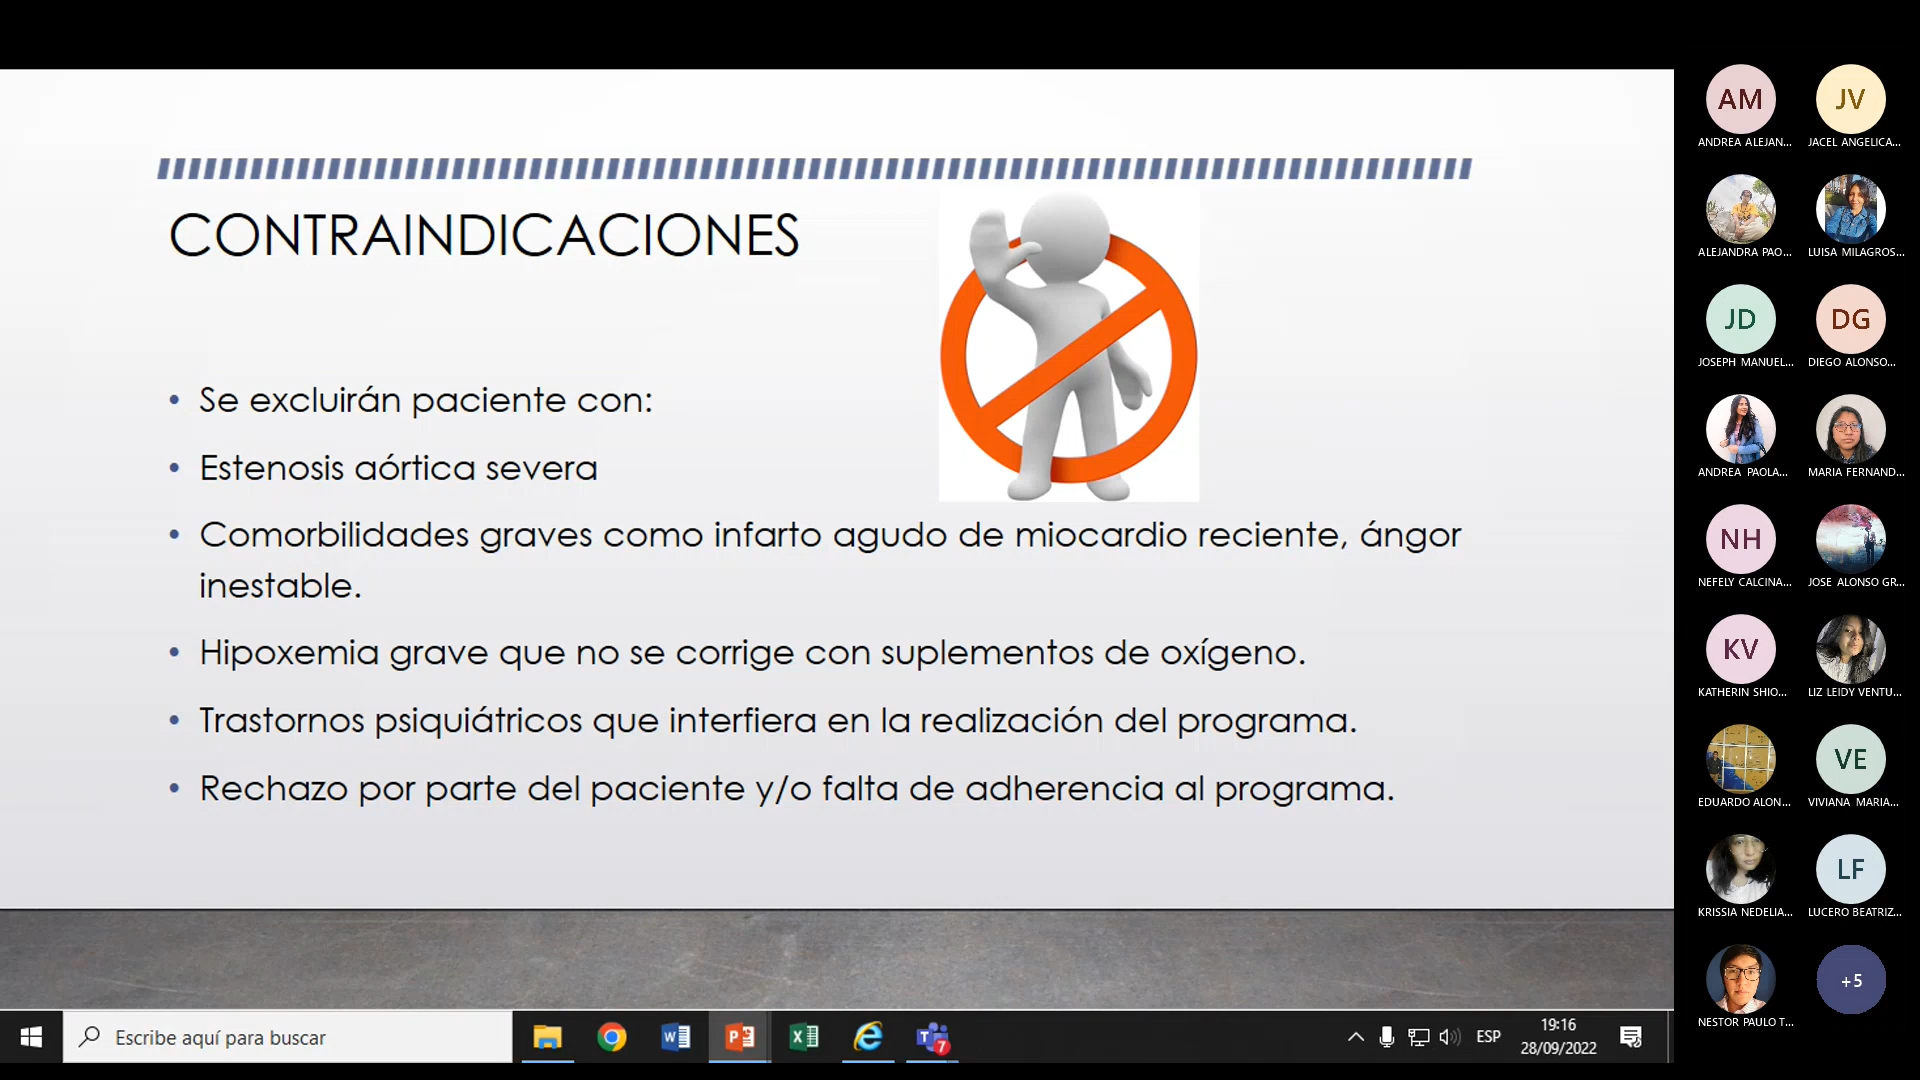 CONTRAINDICACIONES
• Se excluirán paciente con:
• Estenosis aórtica severa
• Comorbilidades graves como infarto agudo de miocardio reciente, ángor
inestable.
• Hipoxemia grave que no se corrige con suplementos de oxígeno.
• Trastornos psiquiátricos que interfiera en la realización del programa.
• Rechazo por parte del paciente y/o falta de adherencia al programa.
AM
ANDREA ALEJAN...
JV
JACEL ANGELICA...
ALEJANDRA PAO...
LUISA MILAGROS...
JD
JOSEPH MANUEL...
DG
DIEGO ALONSO...
ANDREA PAOLA...
MARIA FERNAND...
NH
NEFELY CALCINA...
JOSE ALONSO GR...
KV
KATHERIN SHIO...
LIZ LEIDY VENTU...
EDUARDO ALON...
VE
VIVIANA MARIA...
KRISSIA NEDELIA...
LF
LUCERO BEATRIZ...
NESTOR PAULO T...
+5
Escribe aquí para buscar
7
ESP
19:16
28/09/2022